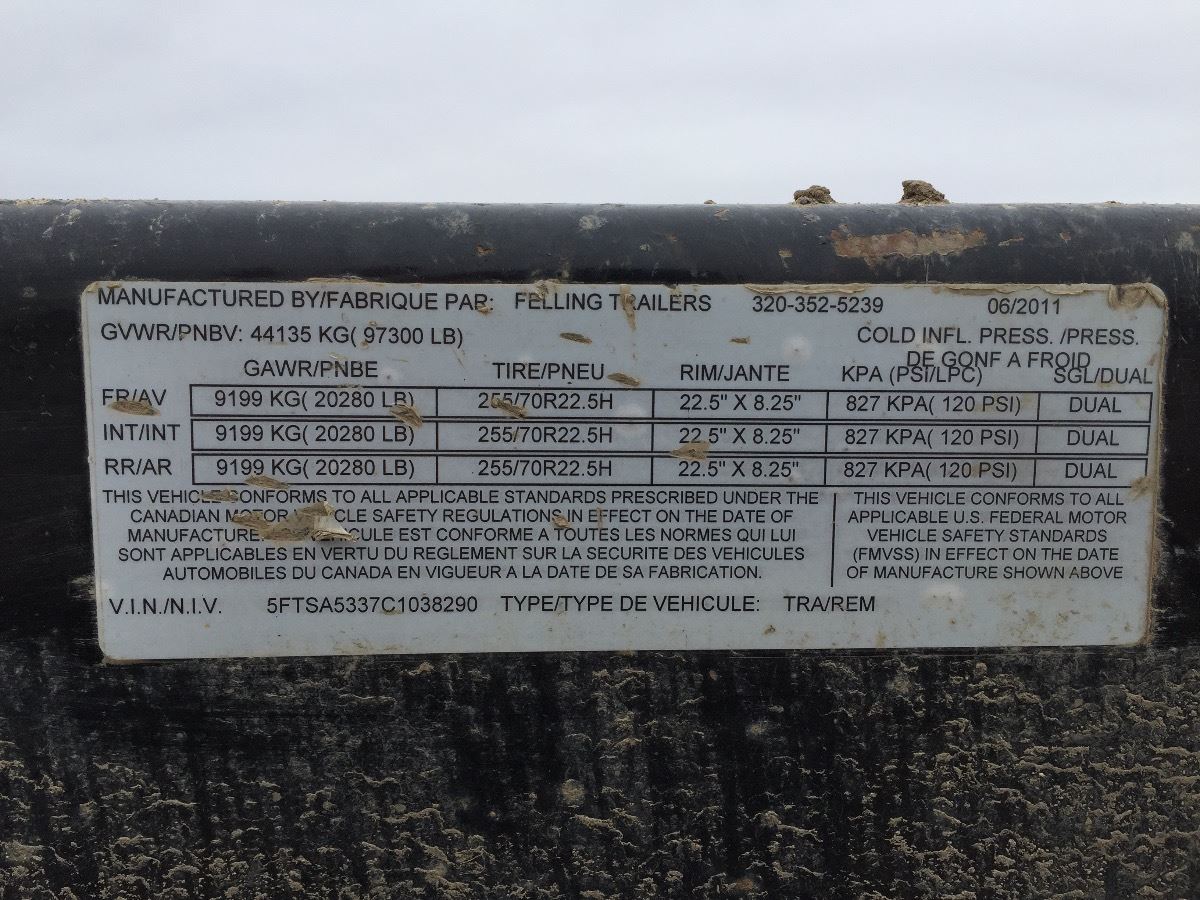 MANUFACTURED BY/FABRIQUE PAR: FELLING TRAILERS 320-352-5239 06/2011
GVWR/PNBV: 44135 KG( 97300 LB) COLD INFL. PRESS. /PRESS.
DE GONF A FROID
GAWR/PNBE TIRE/PNEU RIM/JANTE KPA (PSI/LPC) SGL/DUAL
FR/AV 9199 KG( 20280 LB) 255/70R22.5H 22.5" X 8.25" 827 KPA( 120 PSI) DUAL
INT/INT 9199 KG( 20280 LB) 255/70R22.5H 22.5" X 8.25" 827 KPA( 120 PSI) DUAL
RR/AR 9199 KG( 20280 LB) 255/70R22.5H 22.5" X 8.25" 827 KPA( 120 PSI) DUAL
THIS VEHICLE CONFORMS TO ALL APPLICABLE STANDARDS PRESCRIBED UNDER THE
CANADIAN MOTOR VEHICLE SAFETY REGULATIONS IN EFFECT ON THE DATE OF
MANUFACTURE. VEHICULE EST CONFORME A TOUTES LES NORMES QUI LUI
SONT APPLICABLES EN VERTU DU REGLEMENT SUR LA SECURITE DES VEHICULES
AUTOMOBILES DU CANADA EN VIGUEUR A LA DATE DE SA FABRICATION.
THIS VEHICLE CONFORMS TO ALL
APPLICABLE U.S. FEDERAL MOTOR
VEHICLE SAFETY STANDARDS
(FMVSS) IN EFFECT ON THE DATE
OF MANUFACTURE SHOWN ABOVE
V.I.N./N.I.V. 5FTSA5337C1038290 TYPE/TYPE DE VEHICULE: TRA/REM